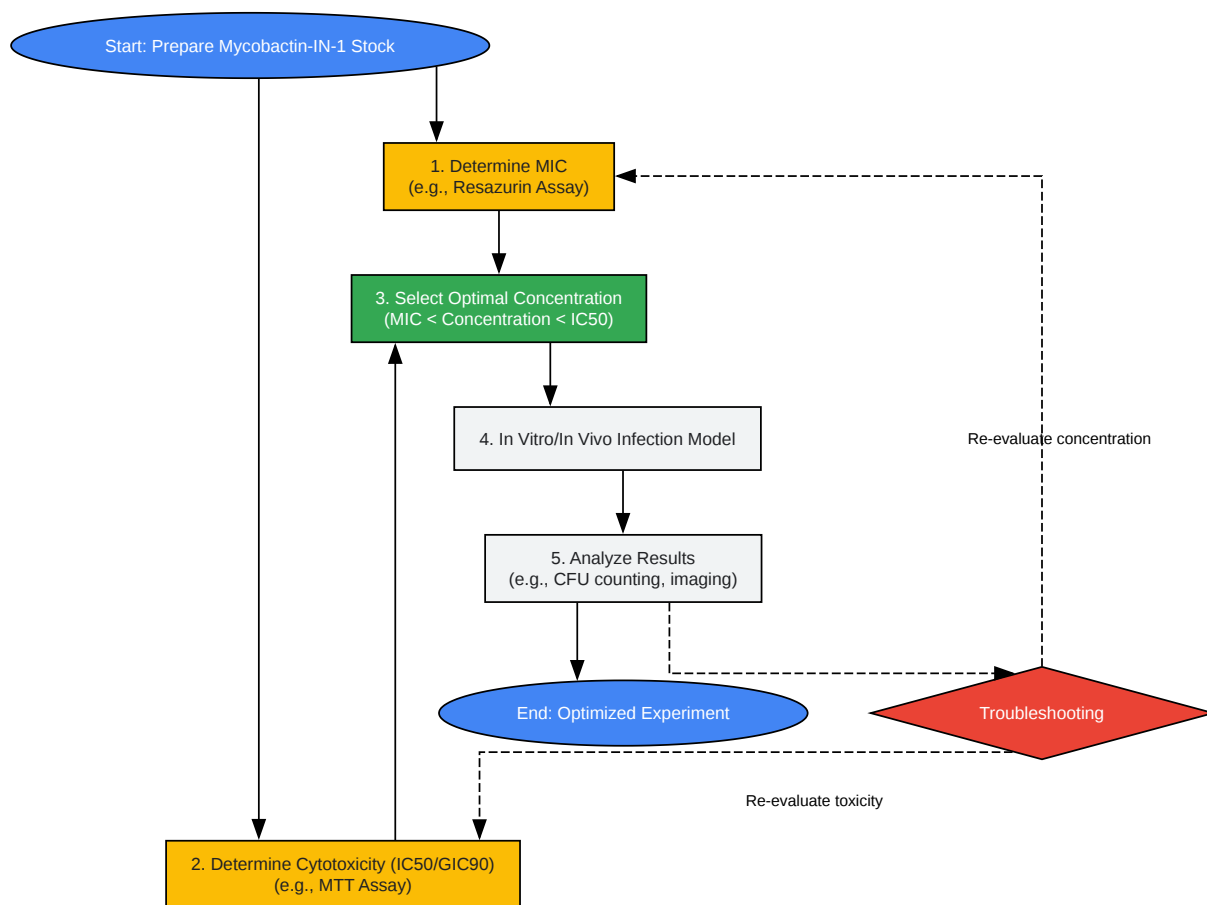 Start: Prepare Mycobactin-IN-1 Stock
1. Determine MIC
(e.g., Resazurin Assay)
3. Select Optimal Concentration
(MIC < Concentration < IC50)
4. In Vitro/In Vivo Infection Model
Re-evaluate concentration
5. Analyze Results
(e.g., CFU counting, imaging)
End: Optimized Experiment
Troubleshooting
Re-evaluate toxicity
2. Determine Cytotoxicity (IC50/GIC90)
(e.g., MTT Assay)